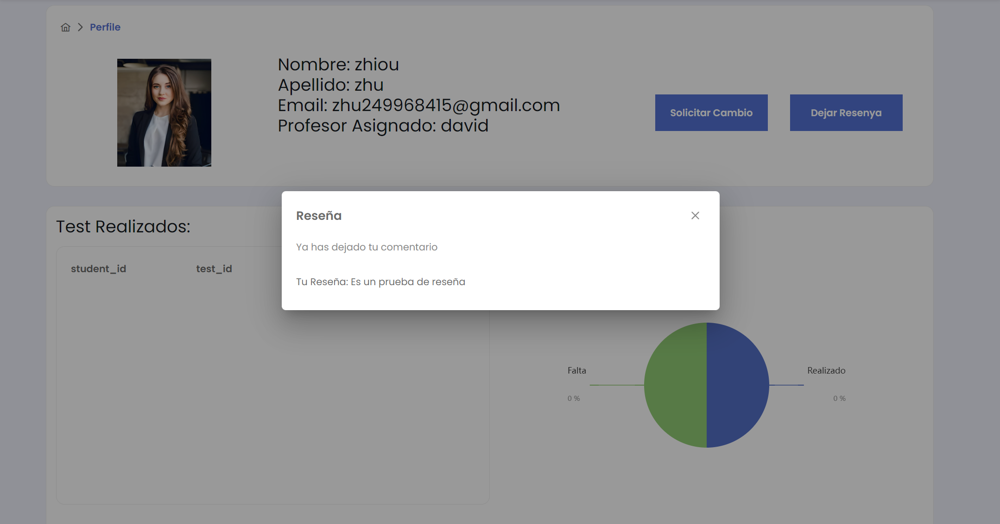 Perfile
Nombre: zhiou
Apellido: zhu
Email: zhu249968415@gmail.com
Profesor Asignado: david
Solicitar Cambio
Dejar Resenya
Reseña
Ya has dejado tu comentario
Tu Reseña: Es un prueba de reseña
Test Realizados:
student_id
test_id
Falta
0 %
Realizado
0 %